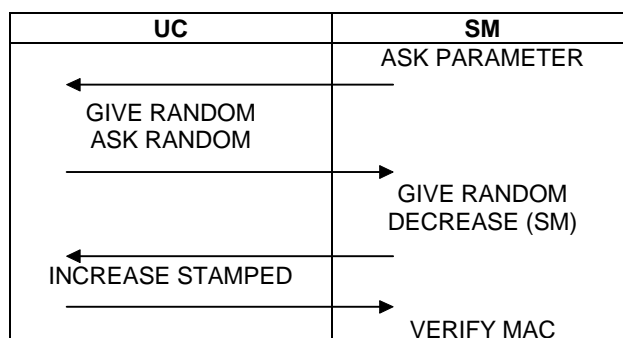 UC SM
ASK PARAMETER
GIVE RANDOM
ASK RANDOM
GIVE RANDOM
DECREASE (SM)
INCREASE STAMPED
VERIFY MAC